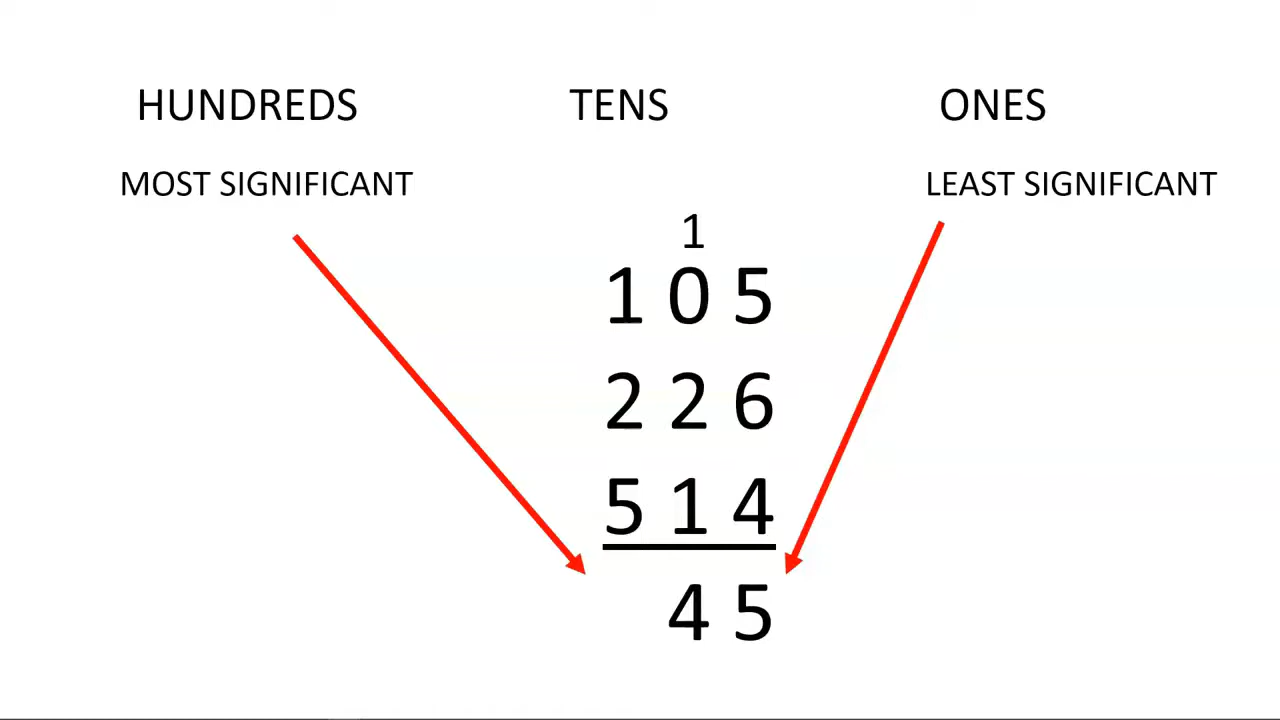 HUNDREDS TENS ONES
MOST SIGNIFICANT LEAST SIGNIFICANT
1
1 0 5
2 2 6
5 1 4
4 5